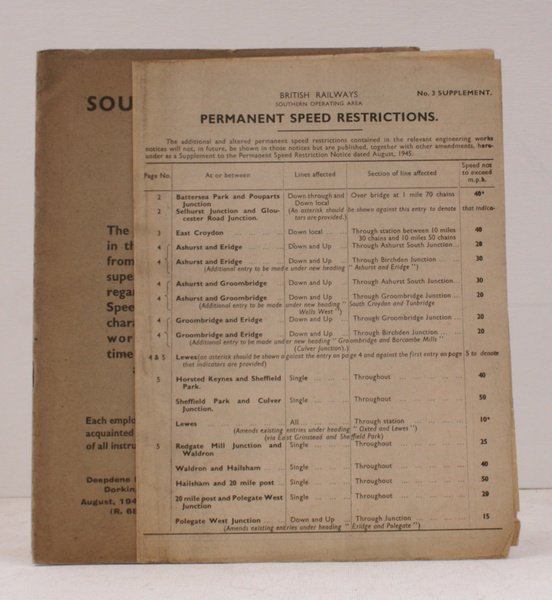 SOU
The
in th
from
supe
rega
Spee
chara
wor
time
Each emplo
acquainted
of all instru
Deepdene
Dorkin
August, 194
(R. 68
BRITISH RAILWAYS
SOUTHERN OPERATING AREA
No. 3 SUPPLEMENT.
PERMANENT SPEED RESTRICTIONS.
The additional and altered permanent speed restrictions contained in the relevant engineering works
notices will not, in future, be shown in those notices but are published, together with other amendments, here-
under as a Supplement to the Permanent Speed Restriction Notice dated August, 1945.
Page No. At or between Lines affected Section of line affected Speed not to exceed m.p.h.
2 Battersea Park and Pouparts Down through and Over bridge at 1 mile 70 chains 40*
Junction Down local
2 Selhurst Junction and Glou- (An asterisk should be shown against this entry to denote that indica-
cester Road Junction. tors are provided.)
3 East Croydon Down local Through station between 10 miles 40
30 chains and 10 miles 50 chains
4 Ashurst and Eridge Down and Up Through Ashurst South Junction 20
4 Ashurst and Eridge Down and Up Through Birchden Junction 30
(Additional entry to be made under new heading " Ashurst and Eridge ")
4 Ashurst and Groombridge Down and Up Through Ashurst South Junction 30
4 Ashurst and Groombridge Down and Up Through Groombridge Junction 20
(Additional entry to be made under new heading " South Croydon and Tunbridge
Wells West ")
4 Groombridge and Eridge Down and Up Through Groombridge Junction 20
4 Groombridge and Eridge Down and Up Through Birchden Junction 20
(Additional entry to be made under new heading " Groombridge and Barcombe Mills "
(Culver Junction).)
4 & 5 Lewes (an asterisk should be shown against the entry on page 4 and against the first entry on page 5 to denote
that indicators are provided)
5 Horsted Keynes and Sheffield Single Throughout 40
Park.
Sheffield Park and Culver Single Throughout 50
Junction.
Lewes All Through station 10*
(Amends existing entries under heading " Oxted and Lewes ")
(via East Grinstead and Sheffield Park)
5 Redgate Mill Junction and Single Throughout 25
Waldron
Waldron and Hailsham Single Throughout 40
Hailsham and 20 mile post Single Throughout 50
20 mile post and Polegate West Single Throughout 20
Junction
Polegate West Junction Down and Up Through Junction 15
(Amends existing entries under heading " Eridge and Polegate ")